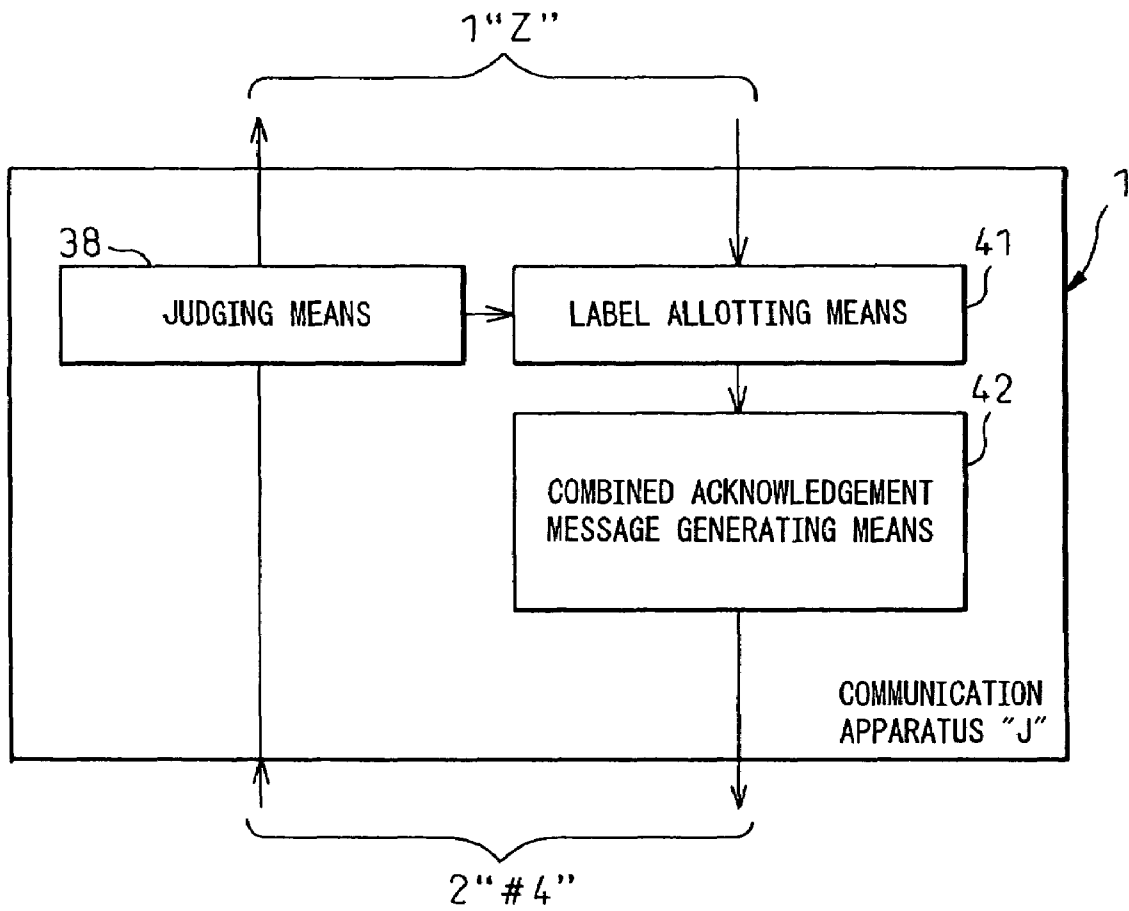 1“Z”
1
38
41
JUDGING MEANS
LABEL ALLOTTING MEANS
42
COMBINED ACKNOWLEDGEMENT
MESSAGE GENERATING MEANS
COMMUNICATION
APPARATUS "J"
2“#4”